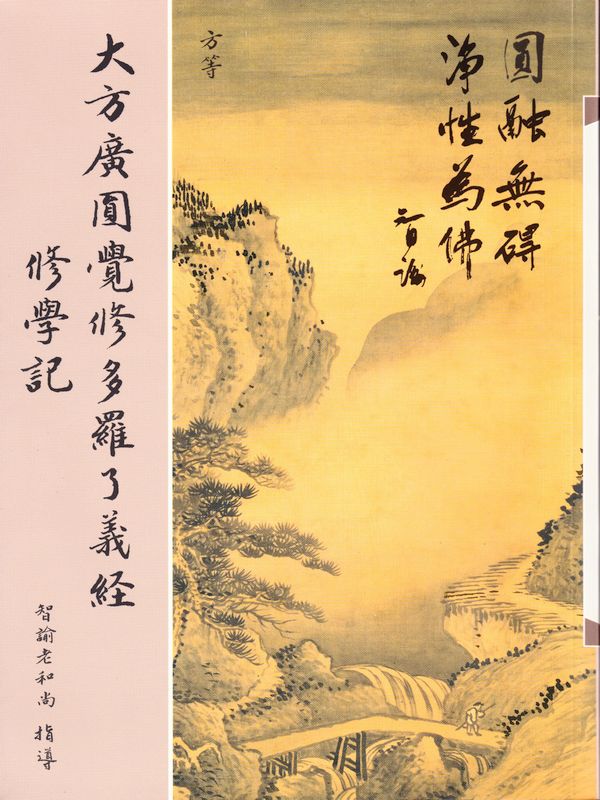 圓融無碍
淨性為佛
智諭
方等
大方廣圓覺修多羅了義経
修學記
智諭老和尚 指導